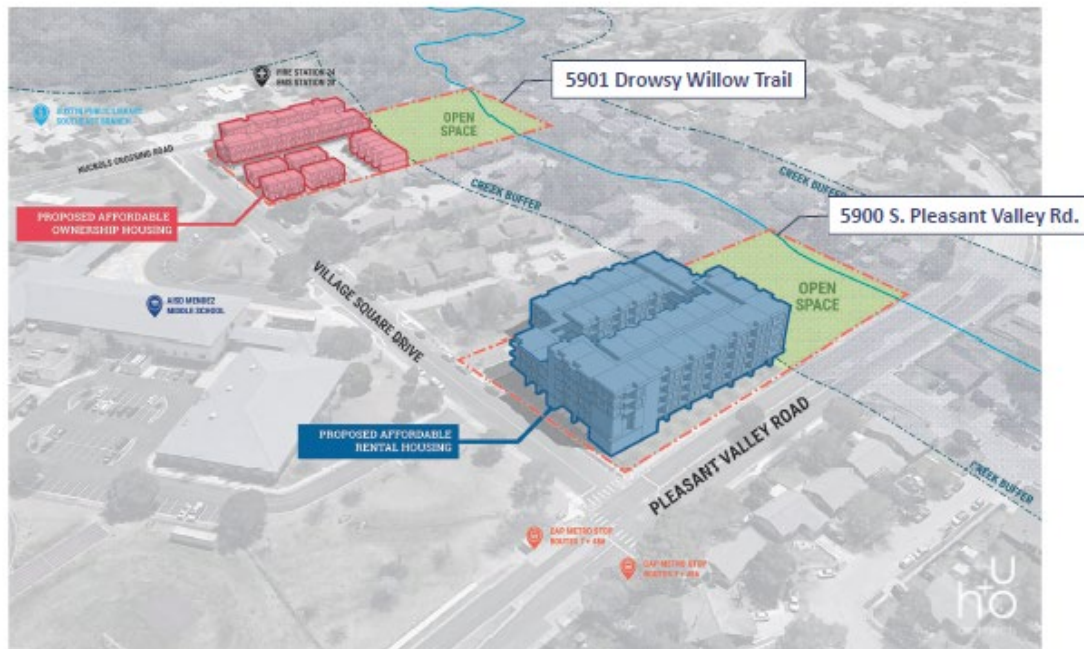 FIRE STATION 24
EMS STATION 20
5901 Drowsy Willow Trail
AUSTIN PUBLIC LIBRARY
SOUTHEAST BRANCH
OPEN
SPACE
NUCKOLS CROSSING ROAD
CREEK BUFFER
CREEK BUFFER
PROPOSED AFFORDABLE
OWNERSHIP HOUSING
5900 S. Pleasant Valley Rd.
VILLAGE SQUARE DRIVE
AISD MENDEZ
MIDDLE SCHOOL
OPEN
SPACE
PROPOSED AFFORDABLE
RENTAL HOUSING
PLEASANT VALLEY ROAD
CREEK BUFFER
CAP METRO STOP
CAP METRO STOP
U
h+o